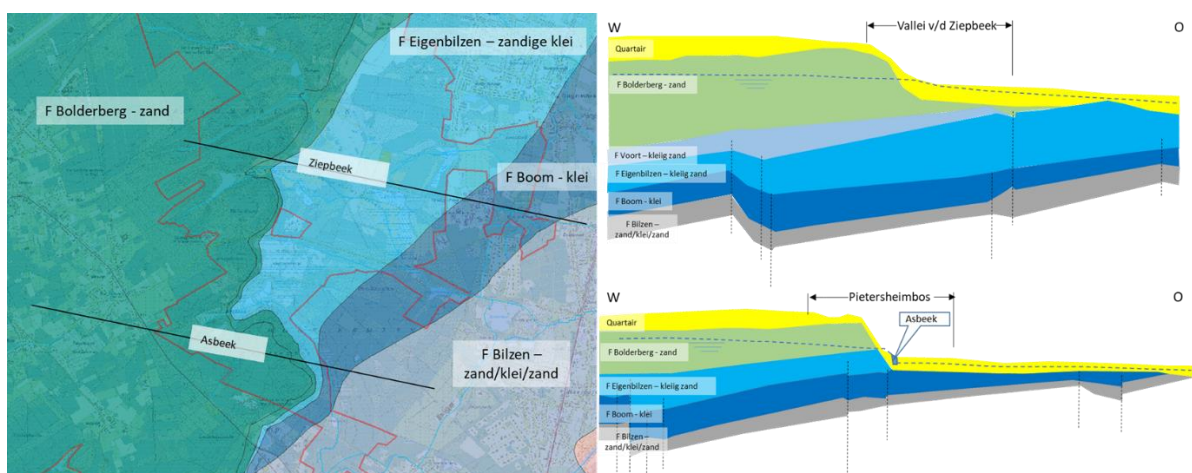 F Eigenbilzen – zandige klei
F Bolderberg - zand
Ziepbeek
F Boom - klei
Asbeek
F Bilzen –
zand/klei/zand
W
Vallei v/d Ziepbeek
O
Quartair
F Bolderberg - zand
F Voort – kleiig zand
F Eigenbilzen – kleiig zand
F Boom - klei
F Bilzen –
zand/klei/zand
W
Pietersheimbos
O
Asbeek
Quartair
F Bolderberg - zand
F Eigenbilzen – kleiig zand
F Boom - klei
F Bilzen –
zand/klei/zand